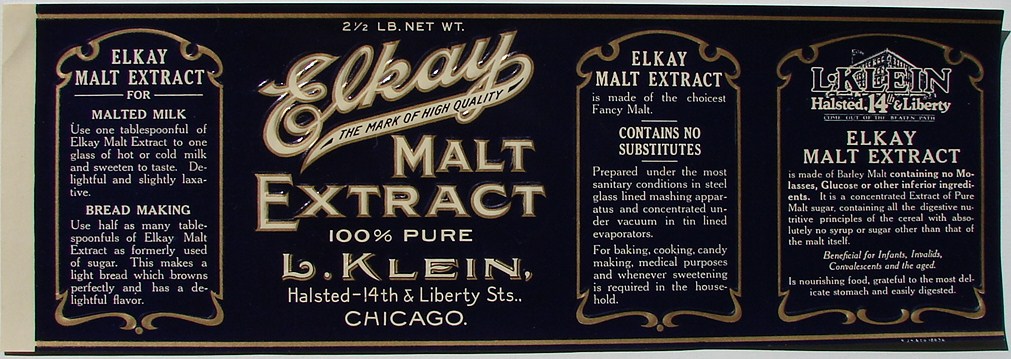 ELKAY
MALT EXTRACT
FOR
MALTED MILK
Use one tablespoonful of
Elkay Malt Extract to one
glass of hot or cold milk
and sweeten to taste. De-
lightful and slightly laxa-
tive.
BREAD MAKING
Use half as many table-
spoonfuls of Elkay Malt
Extract as formerly used
of sugar. This makes a
light bread which browns
perfectly and has a de-
lightful flavor.
2½ LB. NET WT.
Elkay
THE MARK OF HIGH QUALITY
MALT
EXTRACT
100% PURE
L. KLEIN,
Halsted-14th & Liberty Sts..
CHICAGO.
ELKAY
MALT EXTRACT
is made of the choicest
Fancy Malt.
CONTAINS NO
SUBSTITUTES
Prepared under the most
sanitary conditions in steel
glass lined mashing appar-
atus and concentrated un-
der vacuum in tin lined
evaporators.
For baking, cooking, candy
making, medical purposes
and whenever sweetening
is required in the house-
hold.
L. KLEIN
Halsted, 14th & Liberty
COME OUT OF THE BEATEN PATH
ELKAY
MALT EXTRACT
is made of Barley Malt containing no Mo-
lasses, Glucose or other inferior ingredi-
ents. It is a concentrated Extract of Pure
Malt sugar, containing all the digestive nu-
tritive principles of the cereal with abso-
lutely no syrup or sugar other than that of
the malt itself.
Beneficial for Infants, Invalids,
Convalescents and the aged.
Is nourishing food, grateful to the most del-
icate stomach and easily digested.